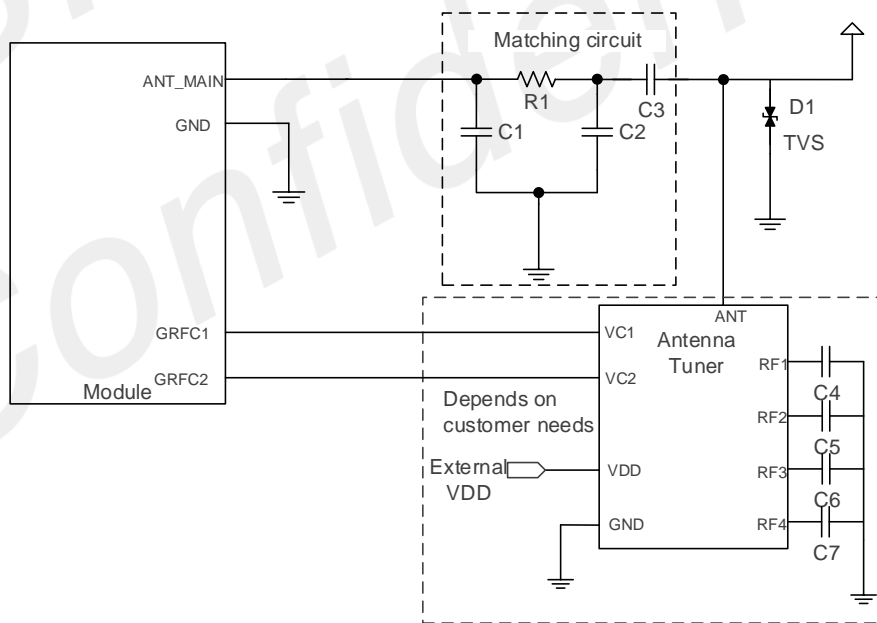 Matching circuit
ANT_MAIN
R1
C3
D1
GND
C1
C2
TVS
ANT
GRFC1
VC1
Antenna
Tuner
RF1
GRFC2
VC2
Module
C4
Depends on
customer needs
RF2
C5
External
VDD
VDD
RF3
C6
GND
RF4
C7
Confidential